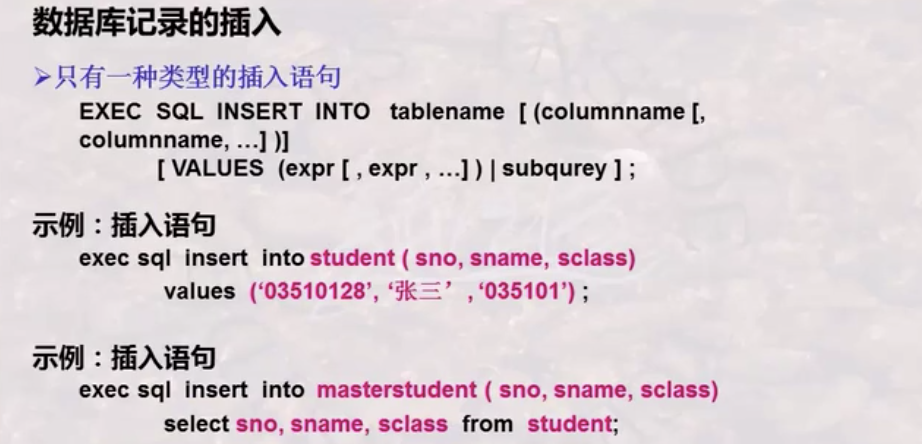 数据库记录的插入
➢只有一种类型的插入语句
EXEC SQL INSERT INTO tablename [ (columnname [,
columnname, …] )]
[ VALUES (expr [ , expr , …] ) | subqurey ] ;
示例：插入语句
exec sql insert into student ( sno, sname, sclass)
values (‘03510128’, ‘张三’, ‘035101’) ;
示例：插入语句
exec sql insert into masterstudent ( sno, sname, sclass)
select sno, sname, sclass from student;